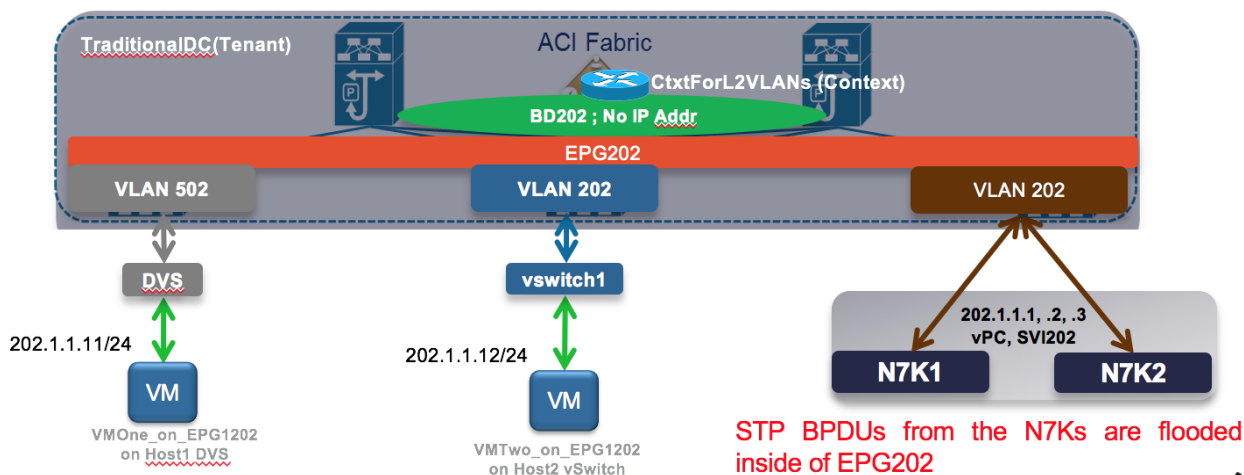 TraditionalDC(Tenant)
ACI Fabric
CtxtForL2VLANs (Context)
P
P
BD202 ; No IP Addr
EPG202
VLAN 502
VLAN 202
VLAN 202
DVS
vswitch1
202.1.1.1, .2, .3
vPC, SVI202
N7K1
N7K2
202.1.1.11/24
202.1.1.12/24
VM
VM
VMOne_on_EPG1202
on Host1 DVS
VMTwo_on_EPG1202
on Host2 vSwitch
STP BPDUs from the N7Ks are flooded
inside of EPG202